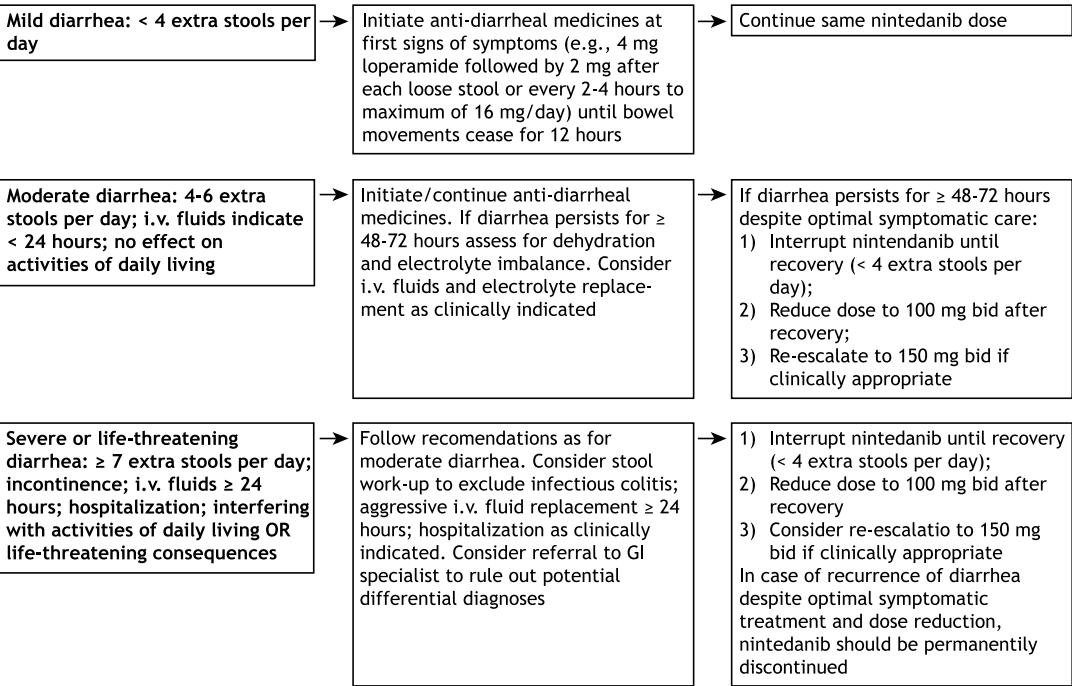 Mild diarrhea: < 4 extra stools per
day
Initiate anti-diarrheal medicines at
first signs of symptoms (e.g., 4 mg
loperamide followed by 2 mg after
each loose stool or every 2-4 hours to
maximum of 16 mg/day) until bowel
movements cease for 12 hours
Continue same nintedanib dose
Moderate diarrhea: 4-6 extra
stools per day; i.v. fluids indicate
< 24 hours; no effect on
activities of daily living
Initiate/continue anti-diarrheal
medicines. If diarrhea persists for ≥
48-72 hours assess for dehydration
and electrolyte imbalance. Consider
i.v. fluids and electrolyte replace-
ment as clinically indicated
If diarrhea persists for ≥ 48-72 hours
despite optimal symptomatic care:
1) Interrupt nintendanib until
recovery (< 4 extra stools per
day);
2) Reduce dose to 100 mg bid after
recovery;
3) Re-escalate to 150 mg bid if
clinically appropriate
Severe or life-threatening
diarrhea: ≥ 7 extra stools per day;
incontinence; i.v. fluids ≥ 24
hours; hospitalization; interfering
with activities of daily living OR
life-threatening consequences
Follow recomendations as for
moderate diarrhea. Consider stool
work-up to exclude infectious colitis;
aggressive i.v. fluid replacement ≥ 24
hours; hospitalization as clinically
indicated. Consider referral to GI
specialist to rule out potential
differential diagnoses
1) Interrupt nintedanib until recovery
(< 4 extra stools per day);
2) Reduce dose to 100 mg bid after
recovery
3) Consider re-escalatio to 150 mg
bid if clinically appropriate
In case of recurrence of diarrhea
despite optimal symptomatic
treatment and dose reduction,
nintedanib should be permanently
discontinued